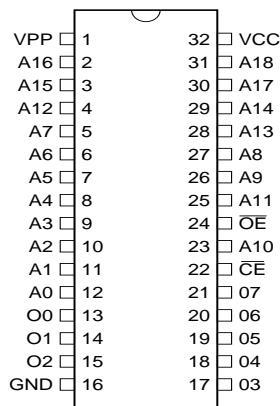 VPP 1 32 VCC
A16 2 31 A18
A15 3 30 A17
A12 4 29 A14
A7 5 28 A13
A6 6 27 A8
A5 7 26 A9
A4 8 25 A11
A3 9 24 O̅E̅
A2 10 23 A10
A1 11 22 C̅E̅
A0 12 21 07
O0 13 20 06
O1 14 19 05
O2 15 18 04
GND 16 17 03